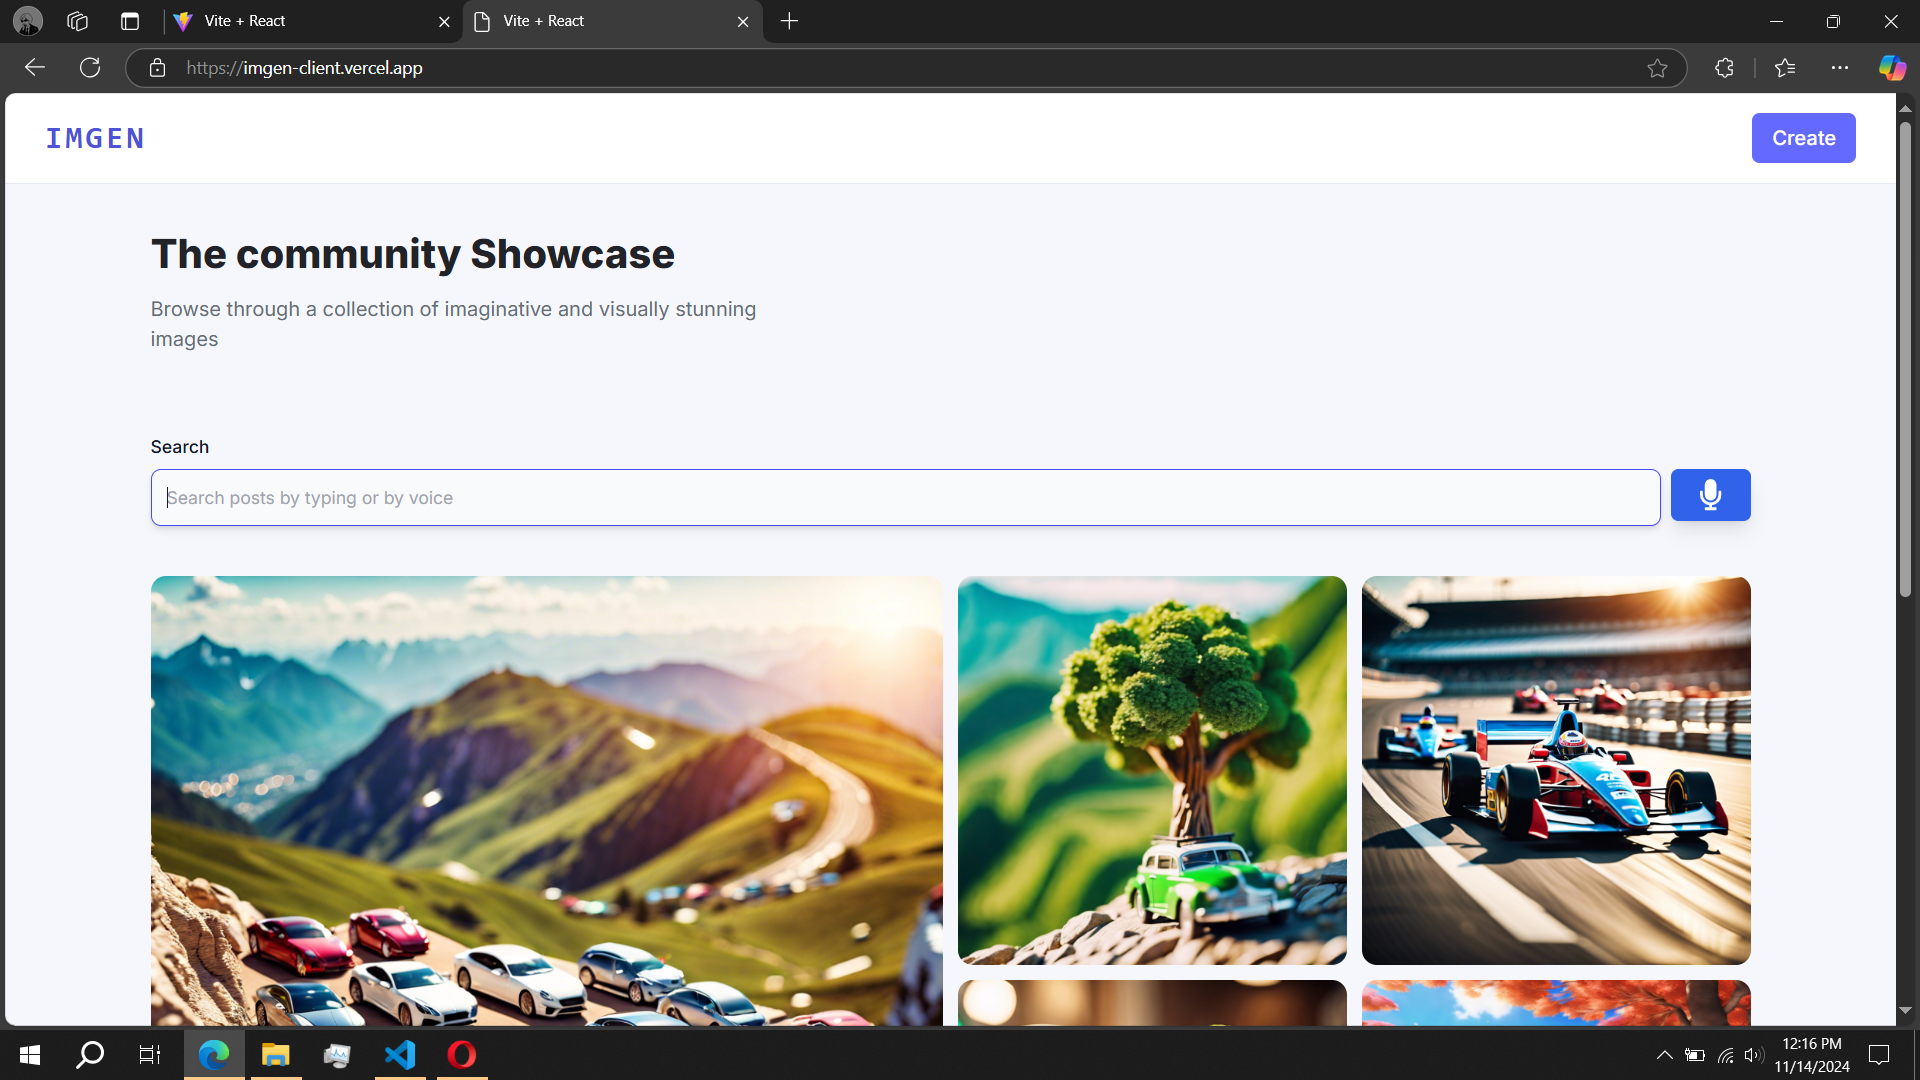 Vite + React
Vite + React
https://imgen-client.vercel.app
IMGEN
Create
The community Showcase
Browse through a collection of imaginative and visually stunning
images
Search
Search posts by typing or by voice
12:16 PM
11/14/2024